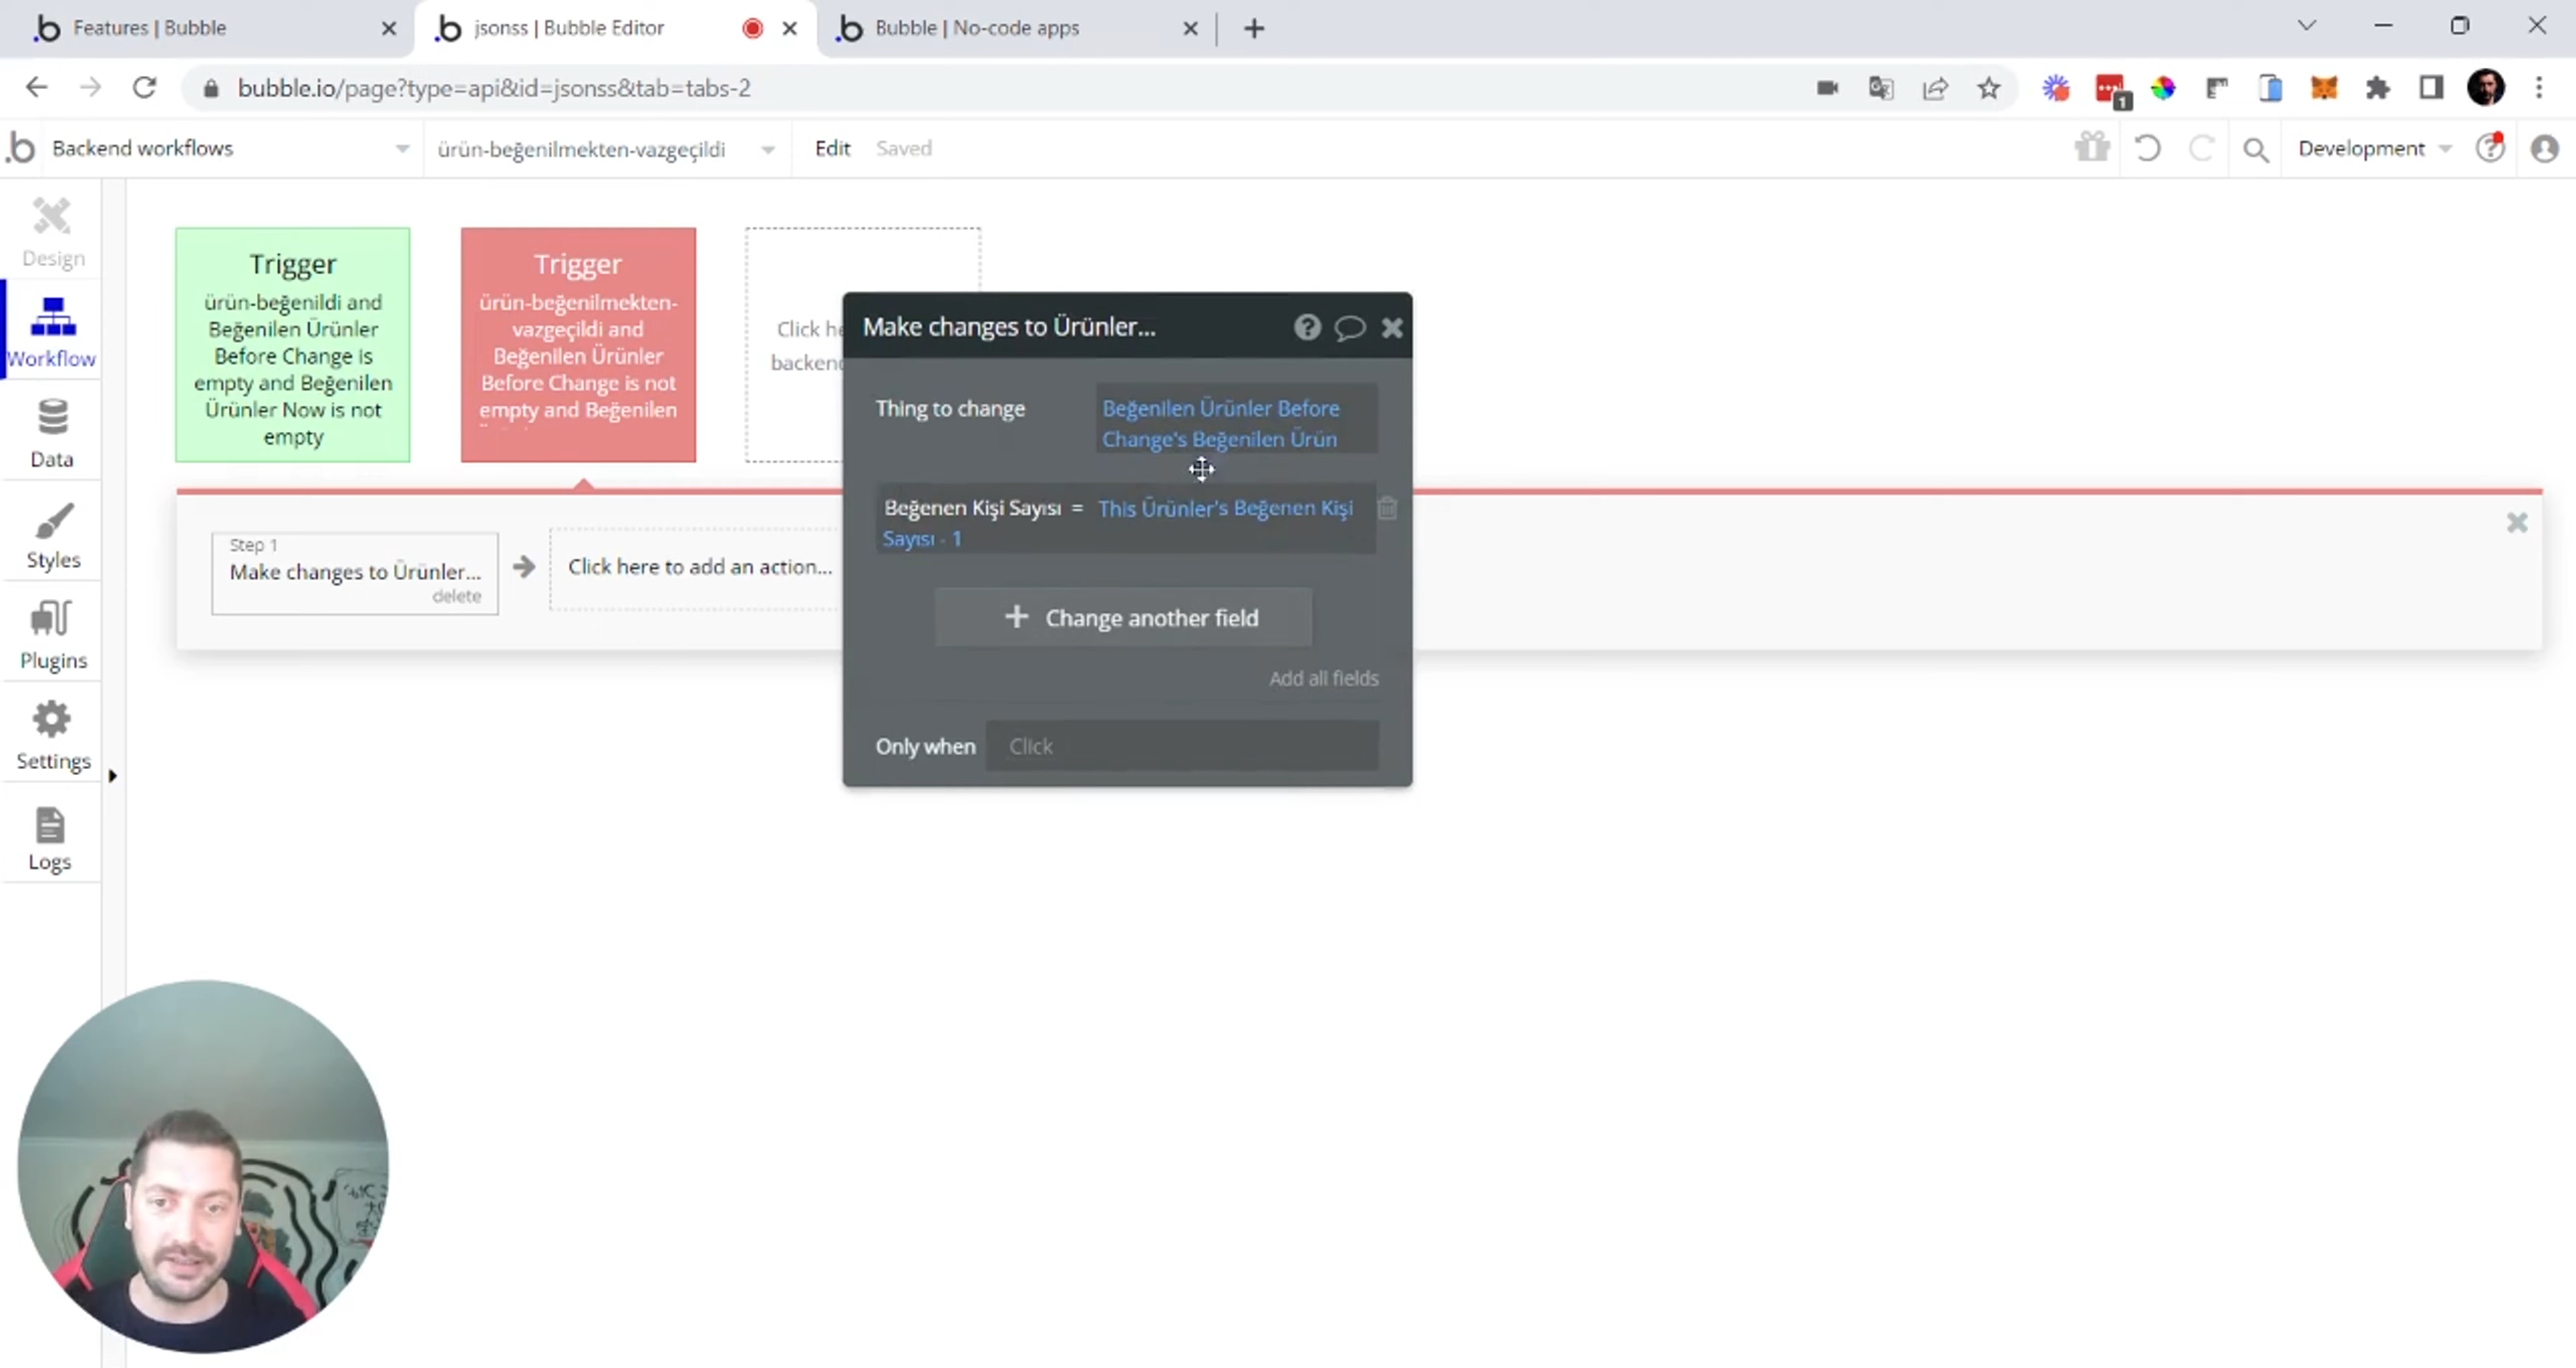 Features | Bubble
jsonss | Bubble Editor
Bubble | No-code apps
bubble.io/page?type=api&id=jsonss&tab=tabs-2
1
Backend workflows
ürün-beğenilmekten-vazgeçildi
Edit
Saved
Development
Design
Workflow
Data
Styles
Plugins
Settings
Logs
Trigger
ürün-beğenildi and
Beğenilen Ürünler
Before Change is
empty and Beğenilen
Ürünler Now is not
empty
Trigger
ürün-beğenilmekten-
vazgeçildi and
Beğenilen Ürünler
Before Change is not
empty and Beğenilen
Click he
backend
Step 1
Make changes to Ürünler...
delete
Click here to add an action...
Make changes to Ürünler...
Thing to change
Beğenilen Ürünler Before
Change's Beğenilen Ürün
Beğenen Kişi Sayısı = This Ürünler's Beğenen Kişi
Sayısı - 1
Change another field
Add all fields
Only when
Click